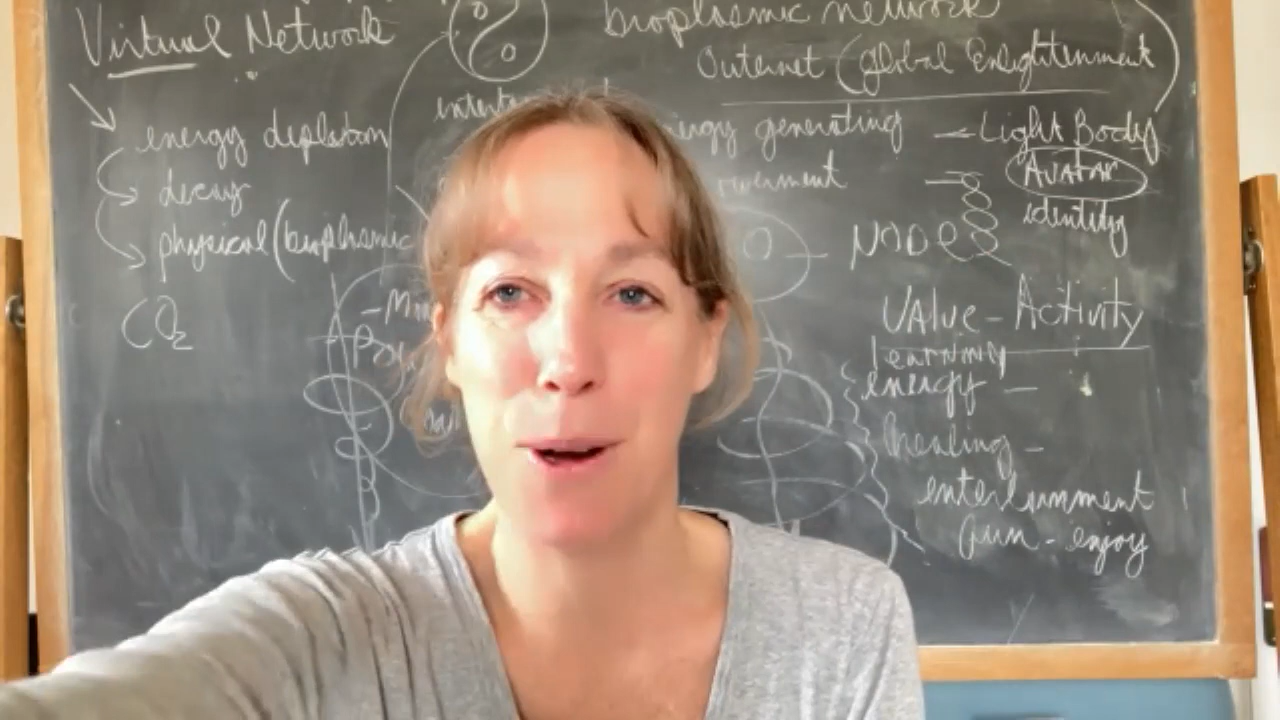 Virtual Network
bioplasmic network
Outernet (Global Enlightenment
energy depletion
generating – Light Body
Avatar
identity
decay
physical (bioplasmic
NODE
CO2
Value – Activity
learning
energy –
healing –
entertainment
fun – enjoy